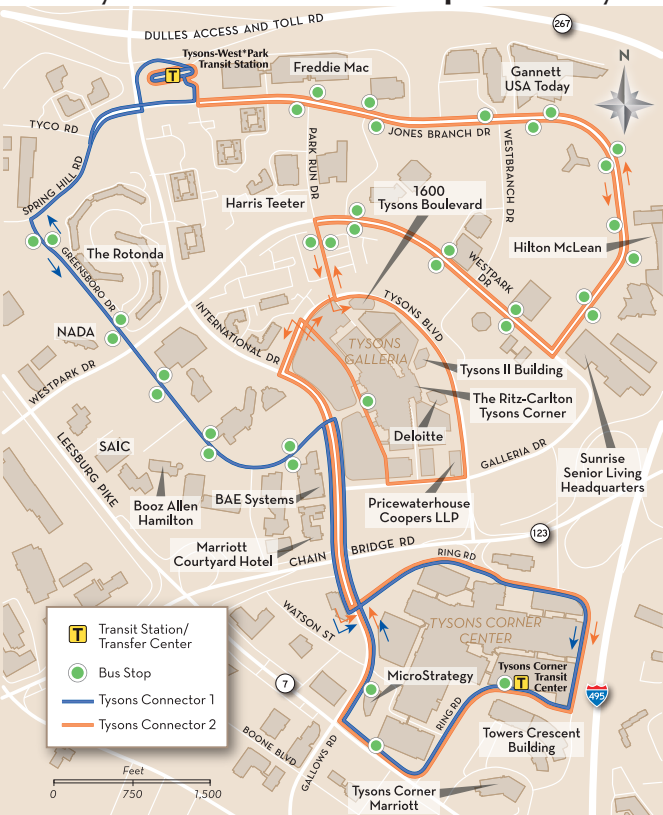 DULLES ACCESS AND TOLL RD
267
Tysons-West*Park
Transit Station
T
Freddie Mac
Gannett
USA Today
N
TYCO RD
JONES BRANCH DR
SPRING HILL RD
PARK RUN DR
WESTBRANCH DR
1600
Tysons Boulevard
Harris Teeter
Hilton McLean
The Rotonda
GREENSBORO DR
WESTPARK
DR
INTERNATIONAL DR
TYSONS BLVD
NADA
TYSONS
GALLERIA
WESTPARK DR
Tysons II Building
The Ritz-Carlton
Tysons Corner
Deloitte
SAIC
LEESBURG PIKE
GALLERIA DR
Sunrise
Senior Living
Headquarters
BAE Systems
Booz Allen
Hamilton
Pricewaterhouse
Coopers LLP
Marriott
Courtyard Hotel
CHAIN
BRIDGE RD
123
RING RD
WATSON ST
TYSONS CORNER
CENTER
T
Transit Station/
Transfer Center
Bus Stop
Tysons Connector 1
Tysons Connector 2
7
MicroStrategy
Tysons Corner
Transit
Center
T
495
RING RD
Towers Crescent
Building
BOONE BLVD
GALLOWS RD
Tysons Corner
Marriott
Feet
0
750
1,500